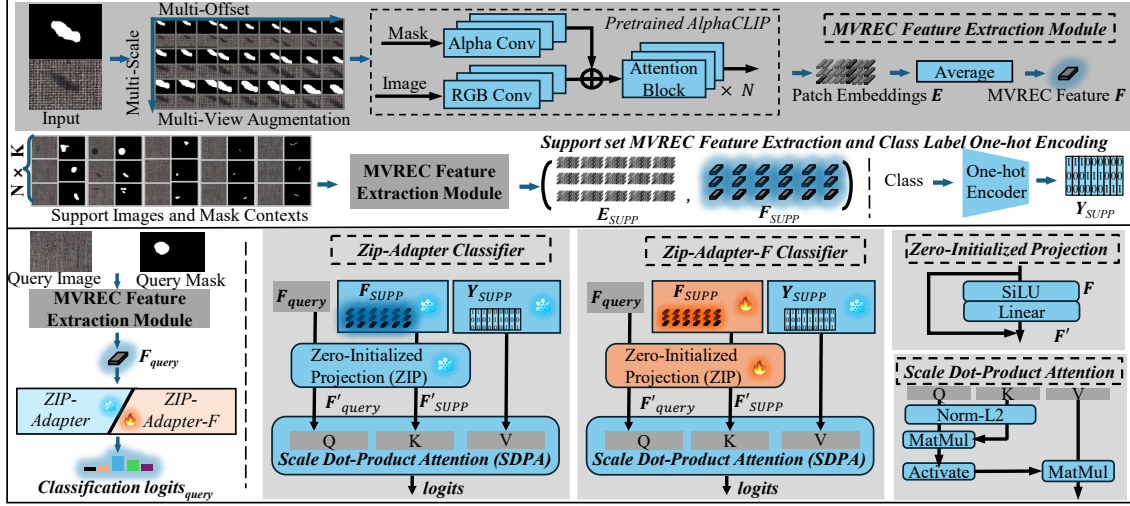 Multi-Offset
Multi-Scale
Input
Multi-View Augmentation
Pretrained AlphaCLIP
Mask
Alpha Conv
Image
RGB Conv
Attention
Block
× N
MVREC Feature Extraction Module
Average
Patch Embeddings E
MVREC Feature F
N × K
Support Images and Mask Contexts
MVREC Feature
Extraction Module
Support set MVREC Feature Extraction and Class Label One-hot Encoding
( , )
E_SUPP
F_SUPP
Class
One-hot
Encoder
Y_SUPP
Query Image
Query Mask
MVREC Feature
Extraction Module
F_query
ZIP-
Adapter
ZIP-
Adapter-F
Classification logits_query
Zip-Adapter Classifier
F_query
F_SUPP
Y_SUPP
Zero-Initialized
Projection (ZIP)
F'_query
F'_SUPP
Q K V
Scale Dot-Product Attention (SDPA)
logits
Zip-Adapter-F Classifier
F_query
F_SUPP
Y_SUPP
Zero-Initialized
Projection (ZIP)
F'_query
F'_SUPP
Q K V
Scale Dot-Product Attention (SDPA)
logits
Zero-Initialized Projection
SiLU
F
Linear
F'
Scale Dot-Product Attention
Q K V
Norm-L2
MatMul
Activate
MatMul